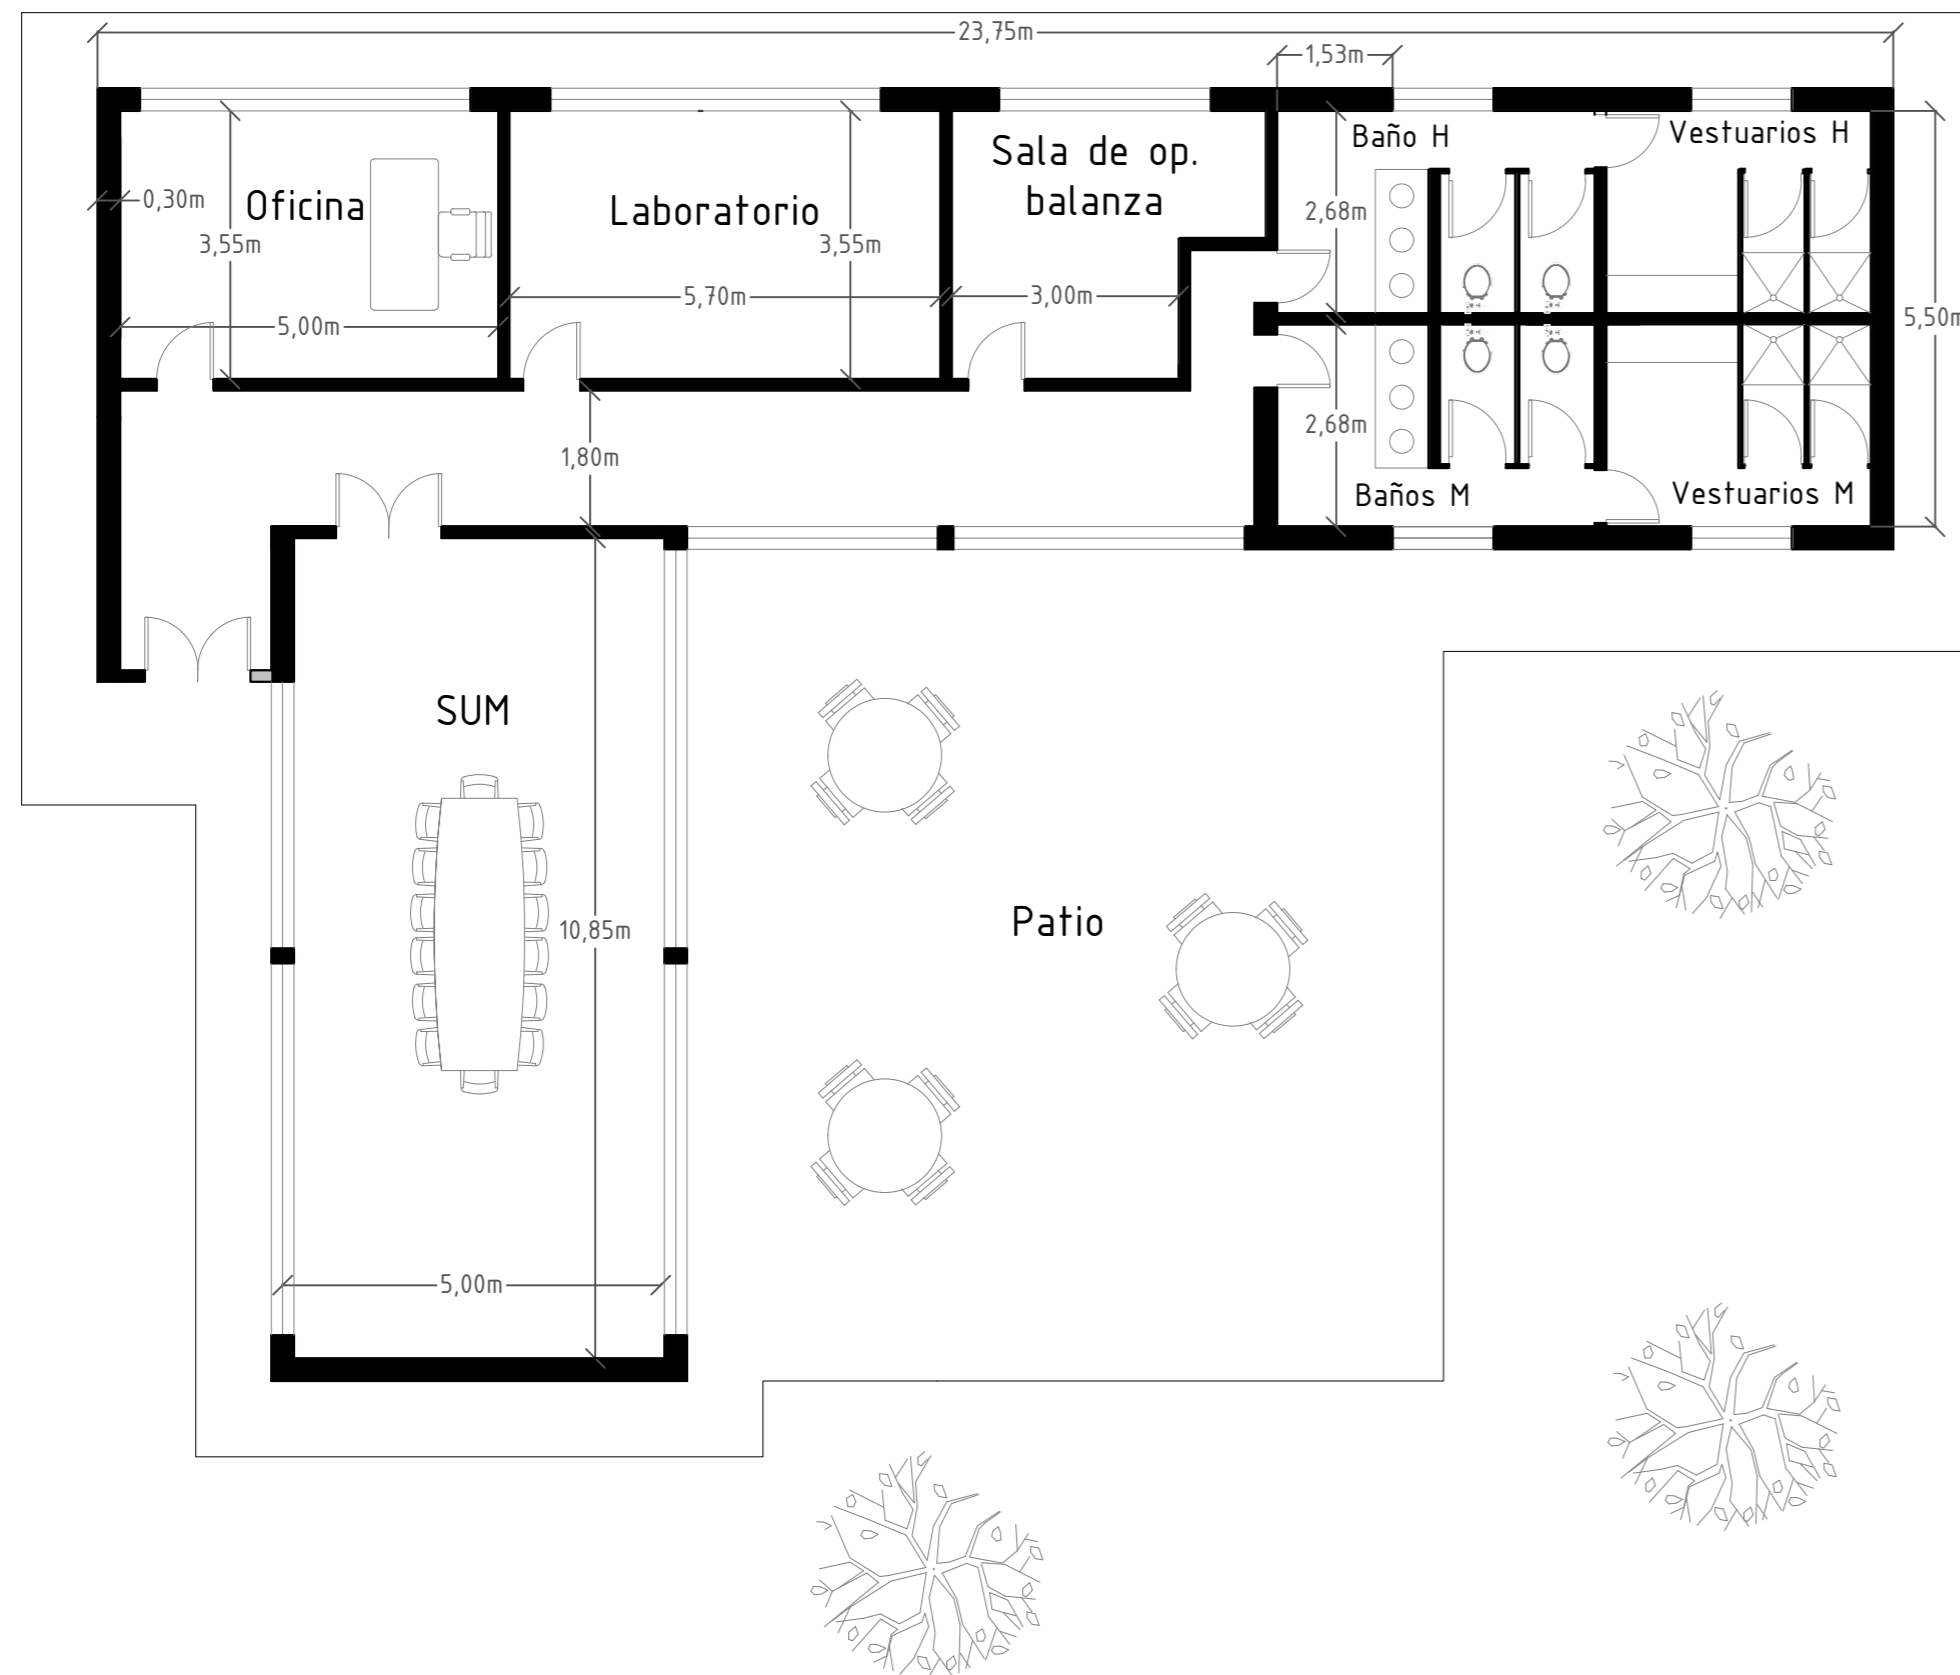 23,75m
1,53m
Baño H
Vestuarios H
Sala de op.
balanza
0,30m
Oficina
Laboratorio
2,68m
3,55m
3,55m
5,70m
3,00m
5,00m
5,50m
2,68m
1,80m
Baños M
Vestuarios M
SUM
Patio
10,85m
5,00m